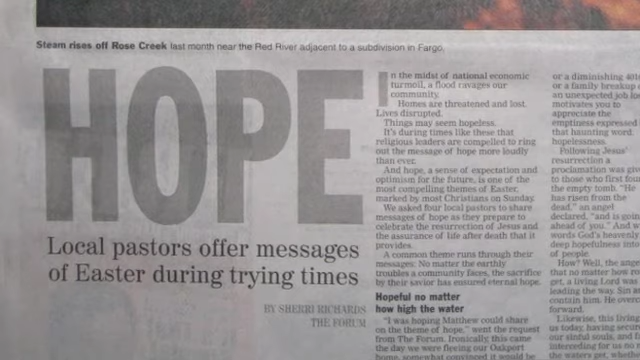 Steam rises off Rose Creek last month near the Red River adjacent to a subdivision in Fargo.
HOPE
Local pastors offer messages
of Easter during trying times
BY SHERRI RICHARDS
THE FORUM
In the midst of national economic
turmoil, a flood ravages our
community.
Homes are threatened and lost.
Lives disrupted.
Things may seem hopeless.
It's during times like these that
religious leaders are compelled to ring
out the message of hope more loudly
than ever.
And hope, a sense of expectation and
optimism for the future, is one of the
most compelling themes of Easter,
marked by most Christians on Sunday.
We asked four local pastors to share
messages of hope as they prepare to
celebrate the resurrection of Jesus and
the assurance of life after death that it
provides.
A common theme runs through their
messages: No matter the earthly
troubles a community faces, the sacrifice
by their savior has ensured eternal hope.
Hopeful no matter
how high the water
"I was hoping Matthew could share
on the theme of hope," went the request
from The Forum. Ironically, this came
the day we were fleeing our Oakport
home, somewhat convinced it would be
or a diminishing 401
or a family breakup
an unexpected job
motivates you to
appreciate the
emptiness expressed
that haunting word
hopelessness.
Following Jesus'
resurrection a
proclamation was
to those who first
the empty tomb. "He
has risen from the
dead," an angel
declared, "and is
ahead of you." And
words God's heavenly
deep hopefulness
of people.
How? Well, the
that no matter how
get, a living Lord was
leading the way. Sin
contain him. He
forward.
Likewise, this living
us today, having
our sinful souls, and
interceding for us
the waters get, which